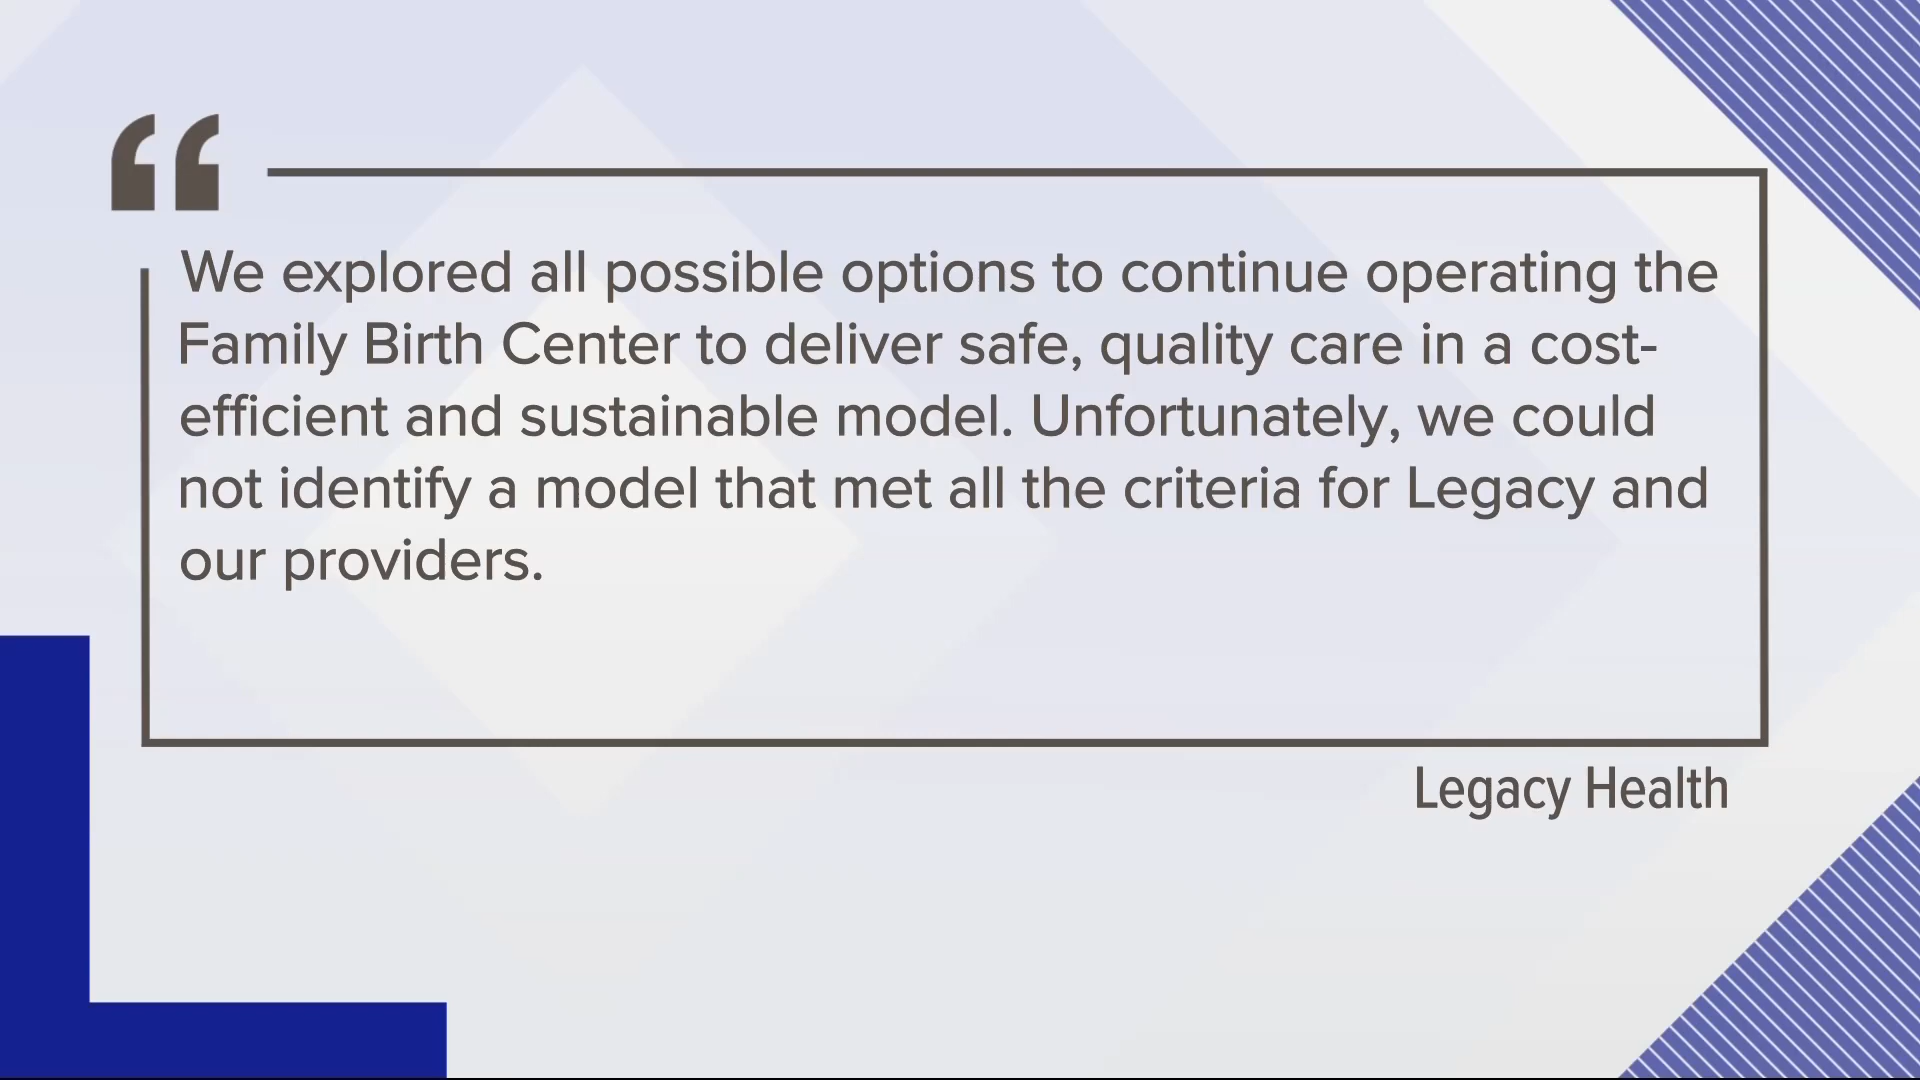 “
We explored all possible options to continue operating the
Family Birth Center to deliver safe, quality care in a cost-
efficient and sustainable model. Unfortunately, we could
not identify a model that met all the criteria for Legacy and
our providers.
Legacy Health